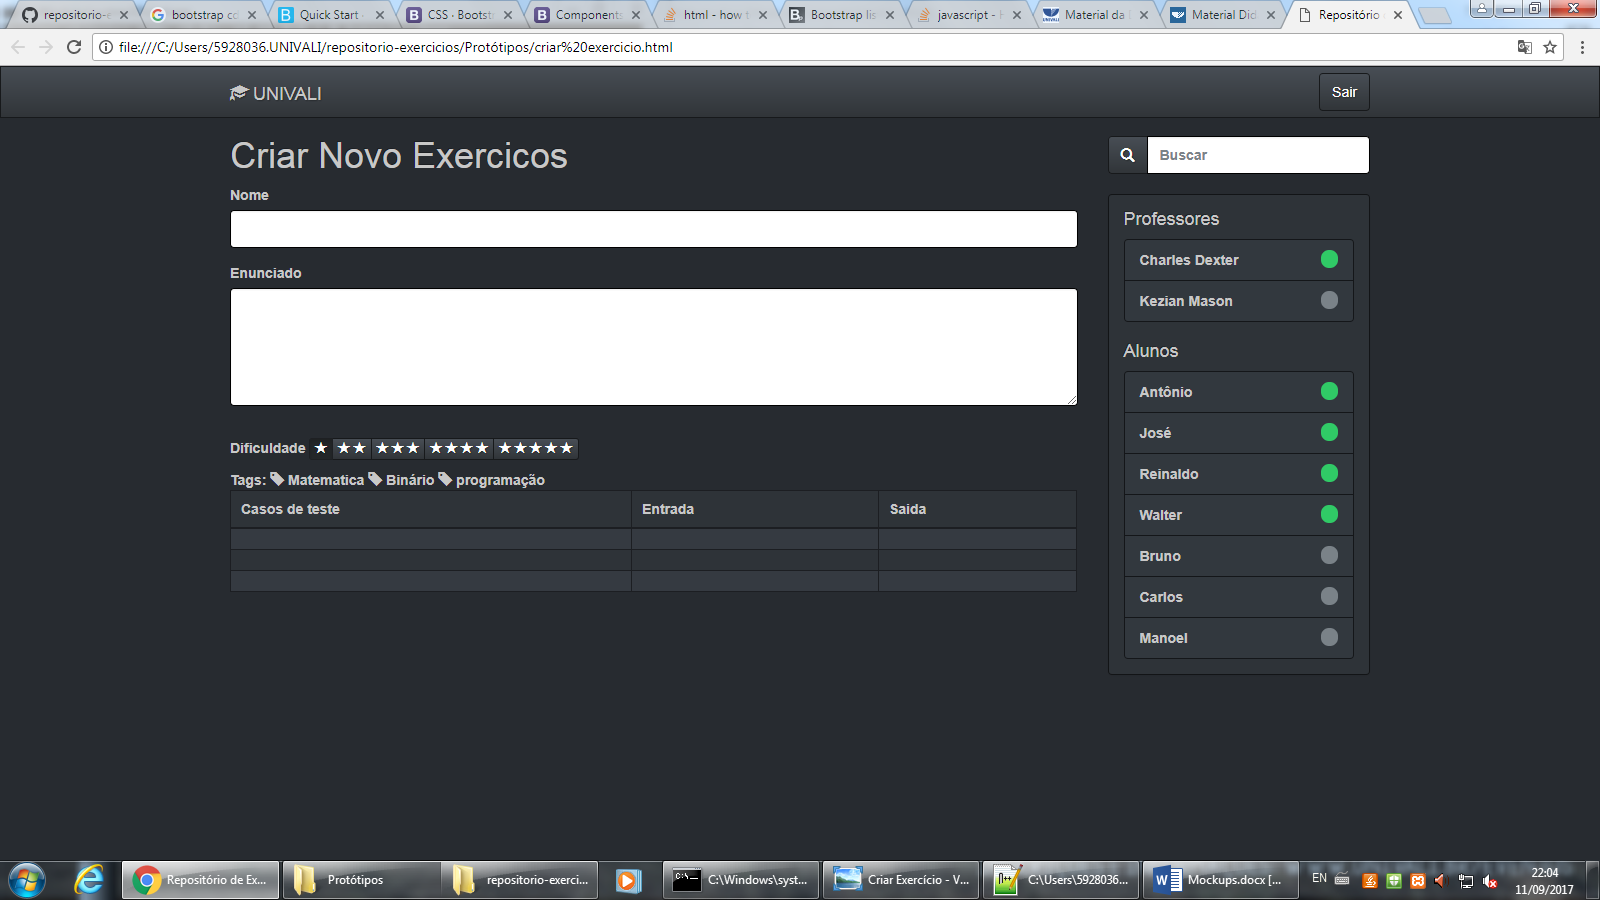 repositorio-e
bootstrap co
Quick Start
CSS · Bootst
Components
html - how t
Bootstrap lis
javascript - H
Material da
Material Did
Repositório
file:///C:/Users/5928036.UNIVALI/repositorio-exercicios/Protótipos/criar%20exercicio.html
UNIVALI
Sair
Criar Novo Exercicos
Buscar
Nome
Enunciado
Dificuldade
Tags: Matematica Binário programação
Casos de teste Entrada Saida
Professores
Charles Dexter
Kezian Mason
Alunos
Antônio
José
Reinaldo
Walter
Bruno
Carlos
Manoel
Repositório de Ex...
Protótipos
repositorio-exerci...
C:\Windows\syst...
Criar Exercício - V...
C:\Users\5928036...
Mockups.docx [...
EN
22:04
11/09/2017